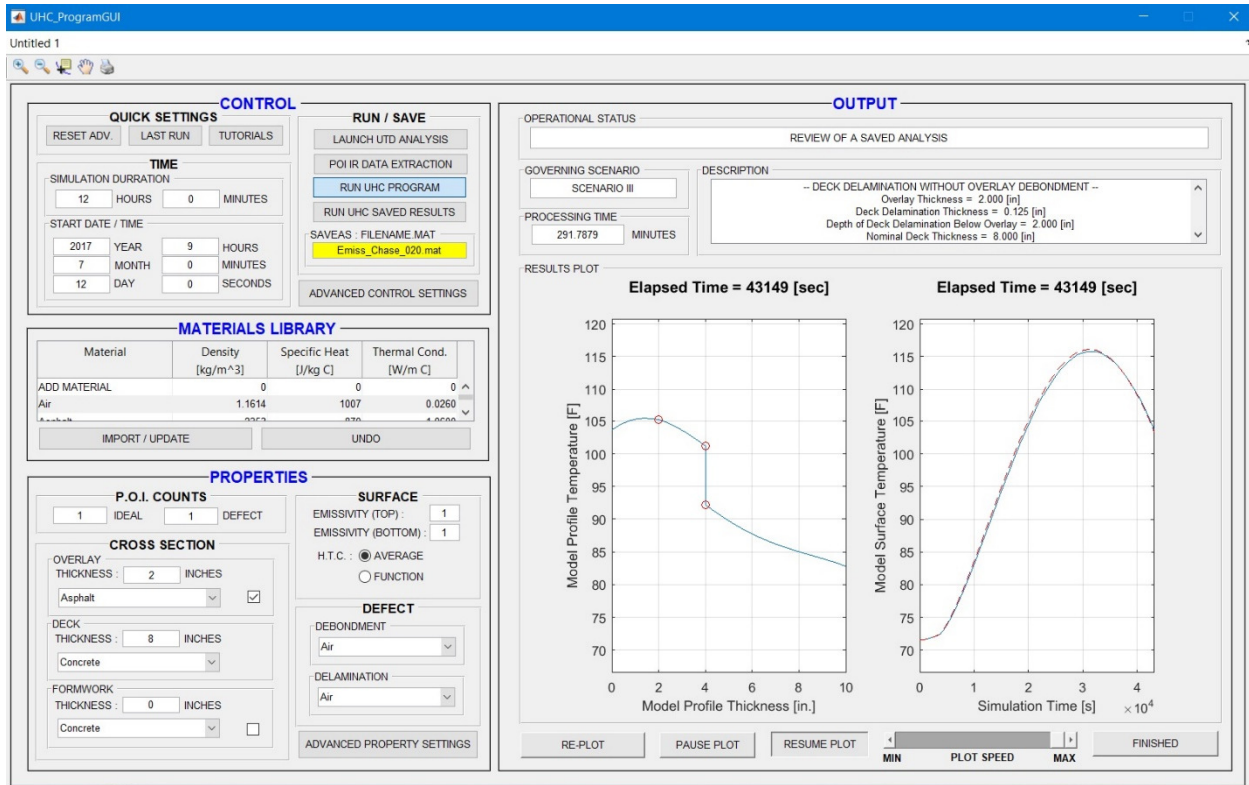 UHC_ProgramGUI
Untitled 1
CONTROL
QUICK SETTINGS
RESET ADV. LAST RUN TUTORIALS
TIME
SIMULATION DURRATION
12 HOURS 0 MINUTES
START DATE / TIME
2017 YEAR 9 HOURS
7 MONTH 0 MINUTES
12 DAY 0 SECONDS
RUN / SAVE
LAUNCH UTD ANALYSIS
POI IR DATA EXTRACTION
RUN UHC PROGRAM
RUN UHC SAVED RESULTS
SAVEAS : FILENAME.MAT
Emiss_Chase_020.mat
ADVANCED CONTROL SETTINGS
MATERIALS LIBRARY
Material Density Specific Heat Thermal Cond.
[kg/m^3] [J/kg C] [W/m C]
ADD MATERIAL 0 0 0
Air 1.1614 1007 0.0260
IMPORT / UPDATE UNDO
PROPERTIES
P.O.I. COUNTS
1 IDEAL 1 DEFECT
CROSS SECTION
OVERLAY
THICKNESS : 2 INCHES
Asphalt
DECK
THICKNESS : 8 INCHES
Concrete
FORMWORK
THICKNESS : 0 INCHES
Concrete
SURFACE
EMISSIVITY (TOP) : 1
EMISSIVITY (BOTTOM) : 1
H.T.C. : AVERAGE
FUNCTION
DEFECT
DEBONDMENT
Air
DELAMINATION
Air
ADVANCED PROPERTY SETTINGS
OUTPUT
OPERATIONAL STATUS
REVIEW OF A SAVED ANALYSIS
GOVERNING SCENARIO
SCENARIO III
PROCESSING TIME
291.7879 MINUTES
DESCRIPTION
-- DECK DELAMINATION WITHOUT OVERLAY DEBONDMENT --
Overlay Thickness = 2.000 [in]
Deck Delamination Thickness = 0.125 [in]
Depth of Deck Delamination Below Overlay = 2.000 [in]
Nominal Deck Thickness = 8.000 [in]
RESULTS PLOT
Elapsed Time = 43149 [sec]
Model Profile Temperature [F]
120
115
110
105
100
95
90
85
80
75
70
0 2 4 6 8 10
Model Profile Thickness [in.]
Elapsed Time = 43149 [sec]
Model Surface Temperature [F]
120
115
110
105
100
95
90
85
80
75
70
0 1 2 3 4
Simulation Time [s] × 10^4
RE-PLOT PAUSE PLOT RESUME PLOT
MIN PLOT SPEED MAX
FINISHED